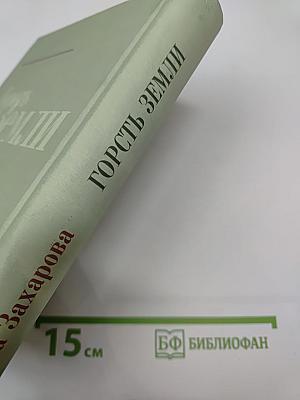 ГОРСТЬ ЗЕМЛИ
Захарова
15 см
БФ БИБЛИОФАН